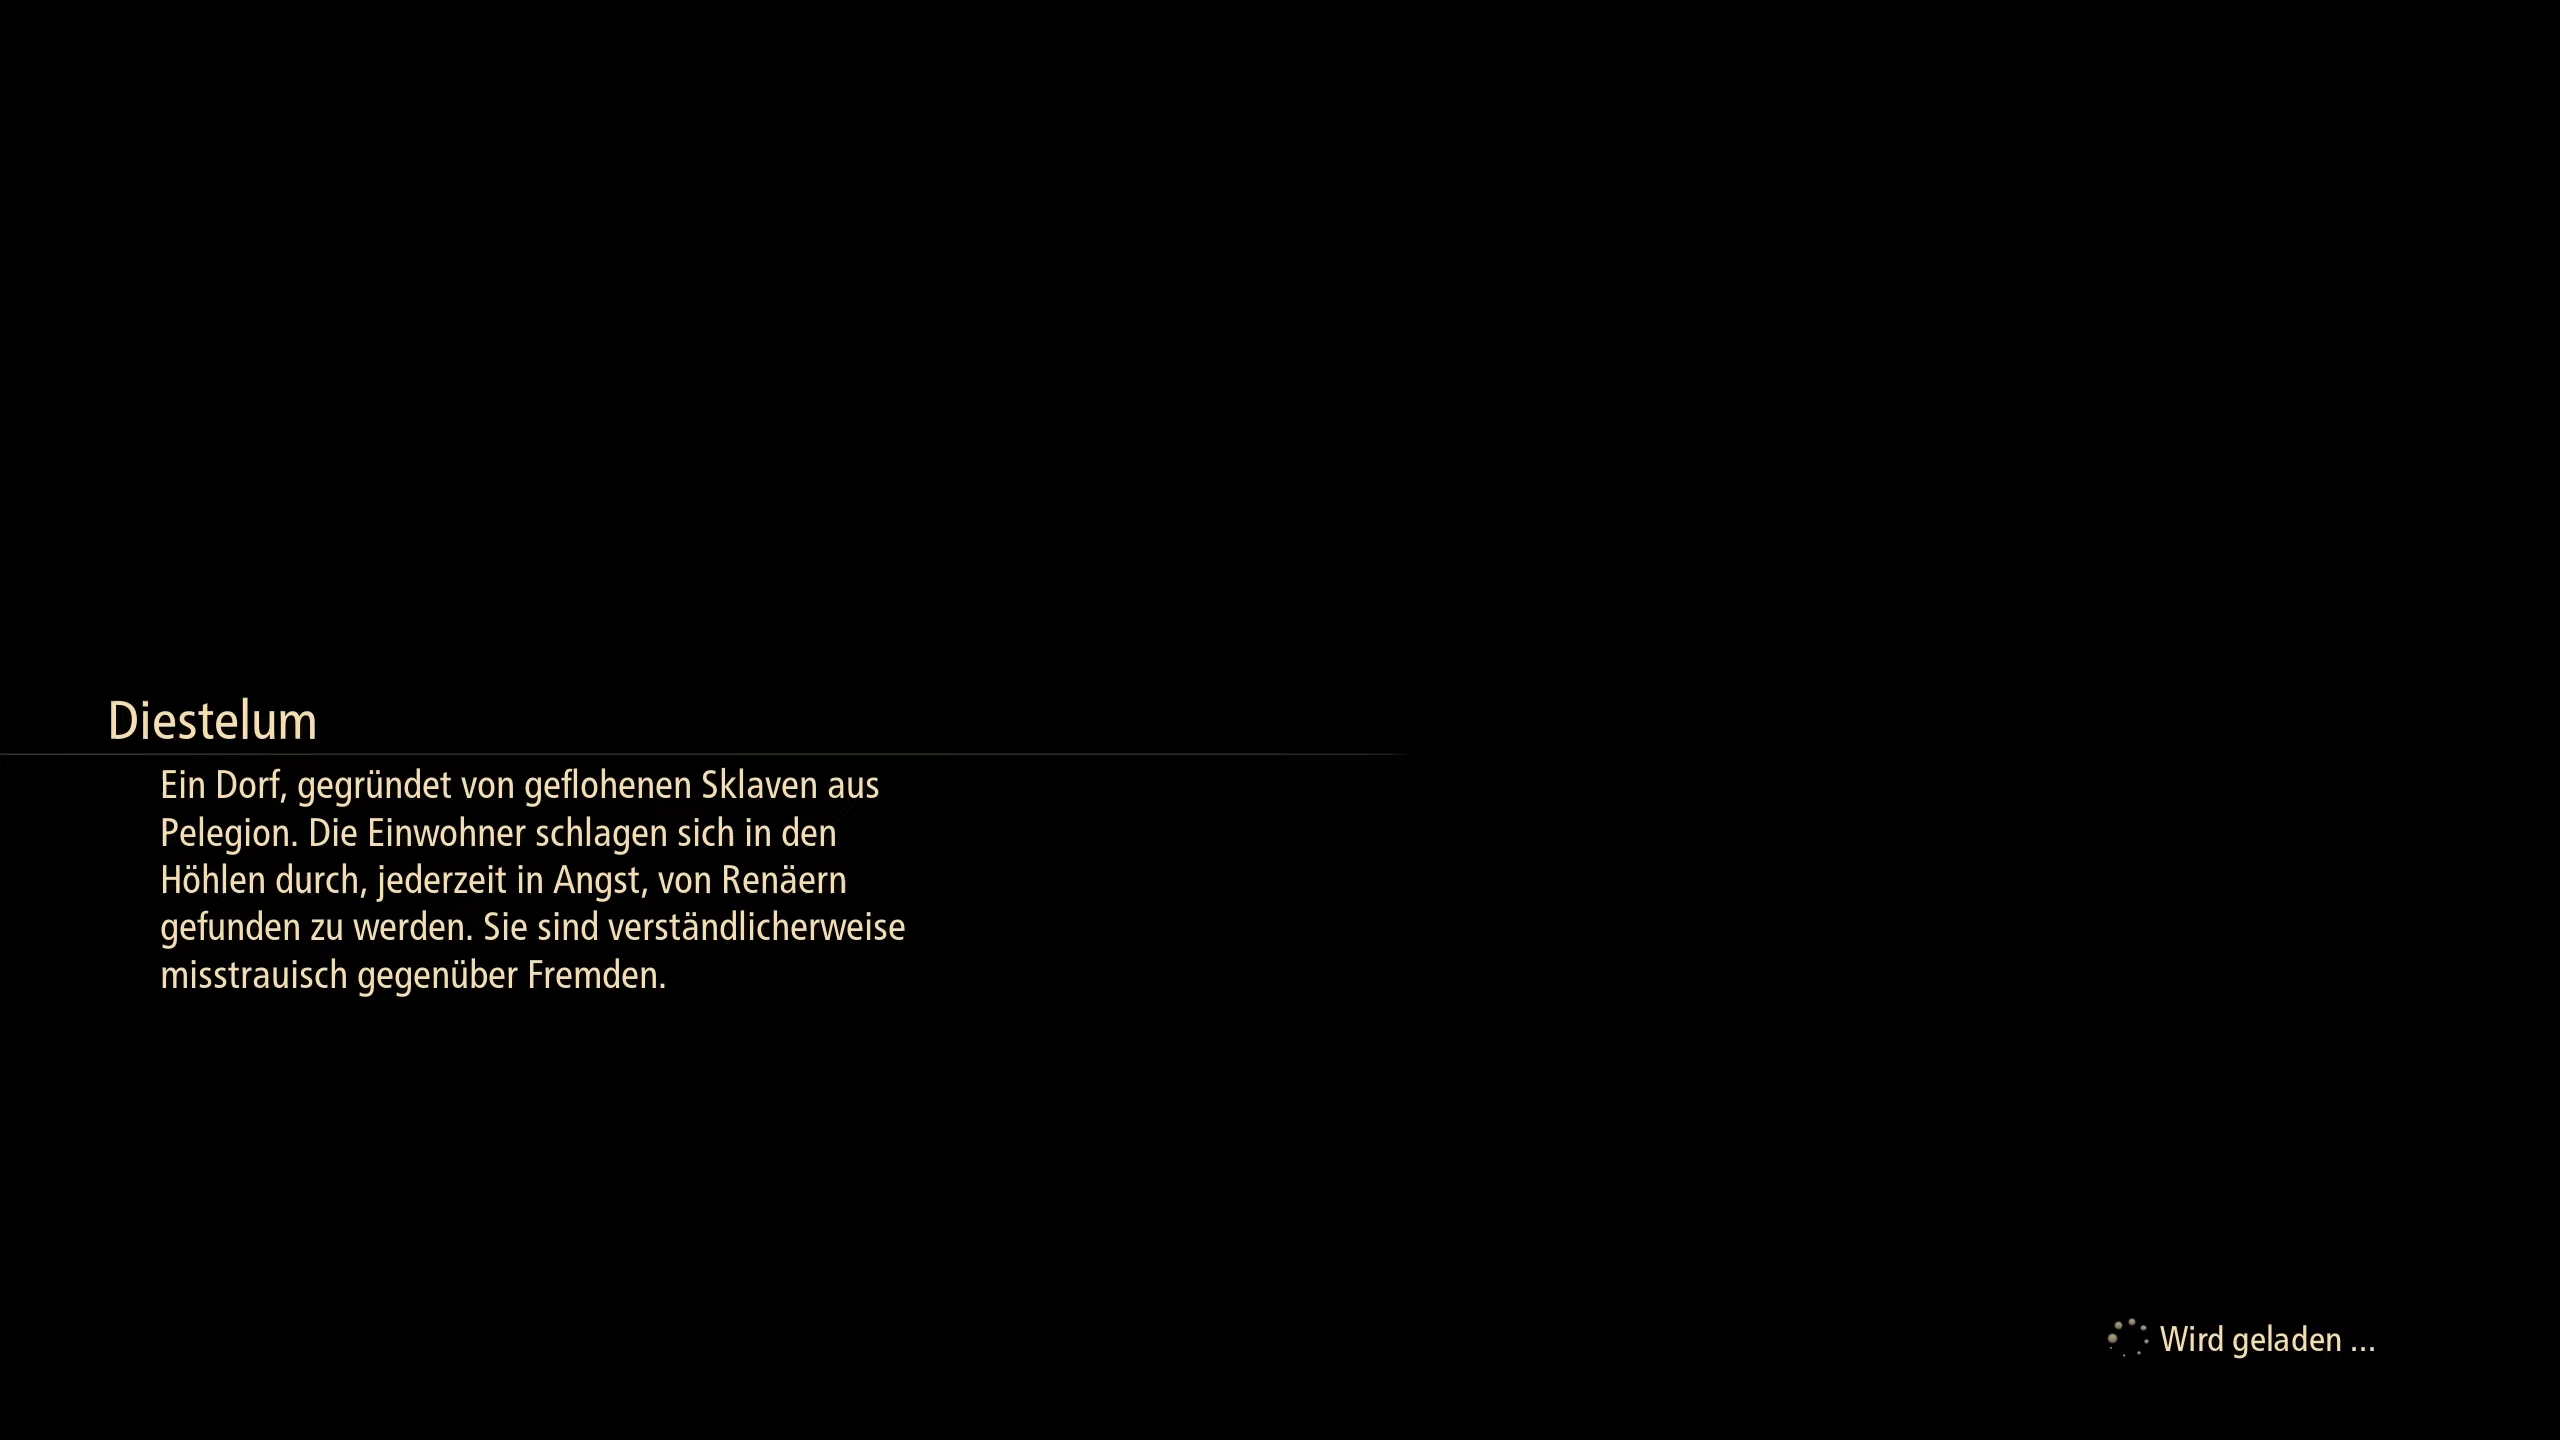 Diestelum
Ein Dorf, gegründet von geflohenen Sklaven aus
Pelegion. Die Einwohner schlagen sich in den
Höhlen durch, jederzeit in Angst, von Renäern
gefunden zu werden. Sie sind verständlicherweise
misstrauisch gegenüber Fremden.
Wird geladen ...